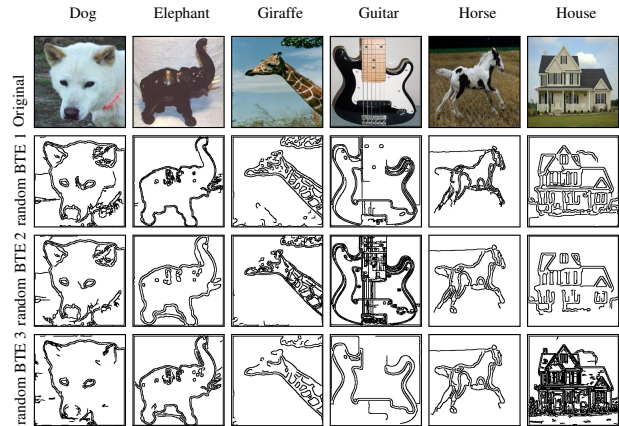 Dog Elephant Giraffe Guitar Horse House
Original
random BTE 1
random BTE 2
random BTE 3